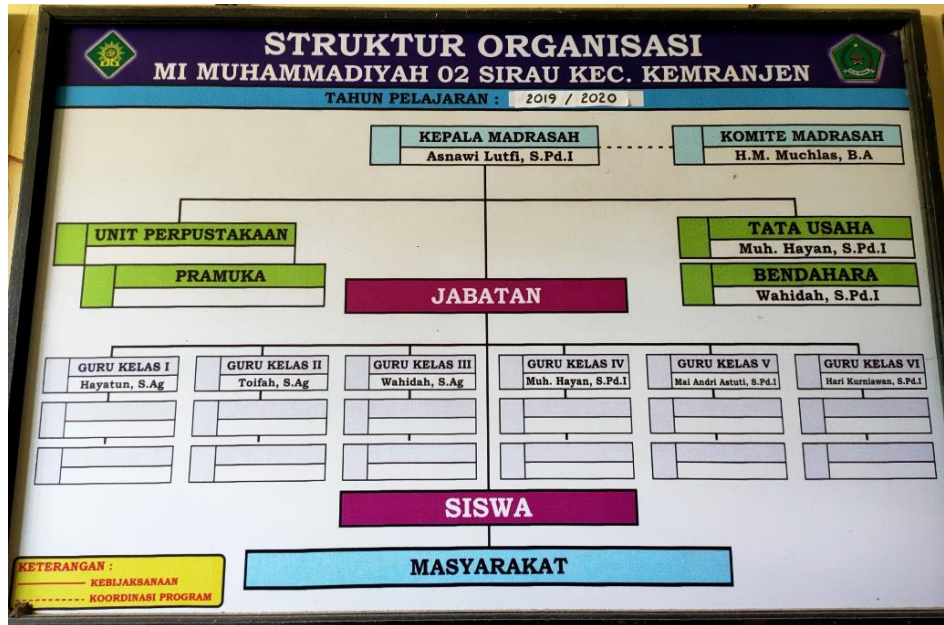 STRUKTUR ORGANISASI
MI MUHAMMADIYAH 02 SIRAU KEC. KEMRANJEN
TAHUN PELAJARAN : 2019 / 2020
KEPALA MADRASAH
Asnawi Lutfi, S.Pd.I
KOMITE MADRASAH
H.M. Muchlas, B.A
UNIT PERPUSTAKAAN
PRAMUKA
TATA USAHA
Muh. Hayan, S.Pd.I
BENDAHARA
Wahidah, S.Pd.I
JABATAN
GURU KELAS I
Hayatun, S.Ag
GURU KELAS II
Toifah, S.Ag
GURU KELAS III
Wahidah, S.Ag
GURU KELAS IV
Muh. Hayan, S.Pd.I
GURU KELAS V
Mai Andri Astuti, S.Pd.I
GURU KELAS VI
Hari Kurniawan, S.Pd.I
SISWA
MASYARAKAT
KETERANGAN :
KEBIJAKSANAAN
KOORDINASI PROGRAM